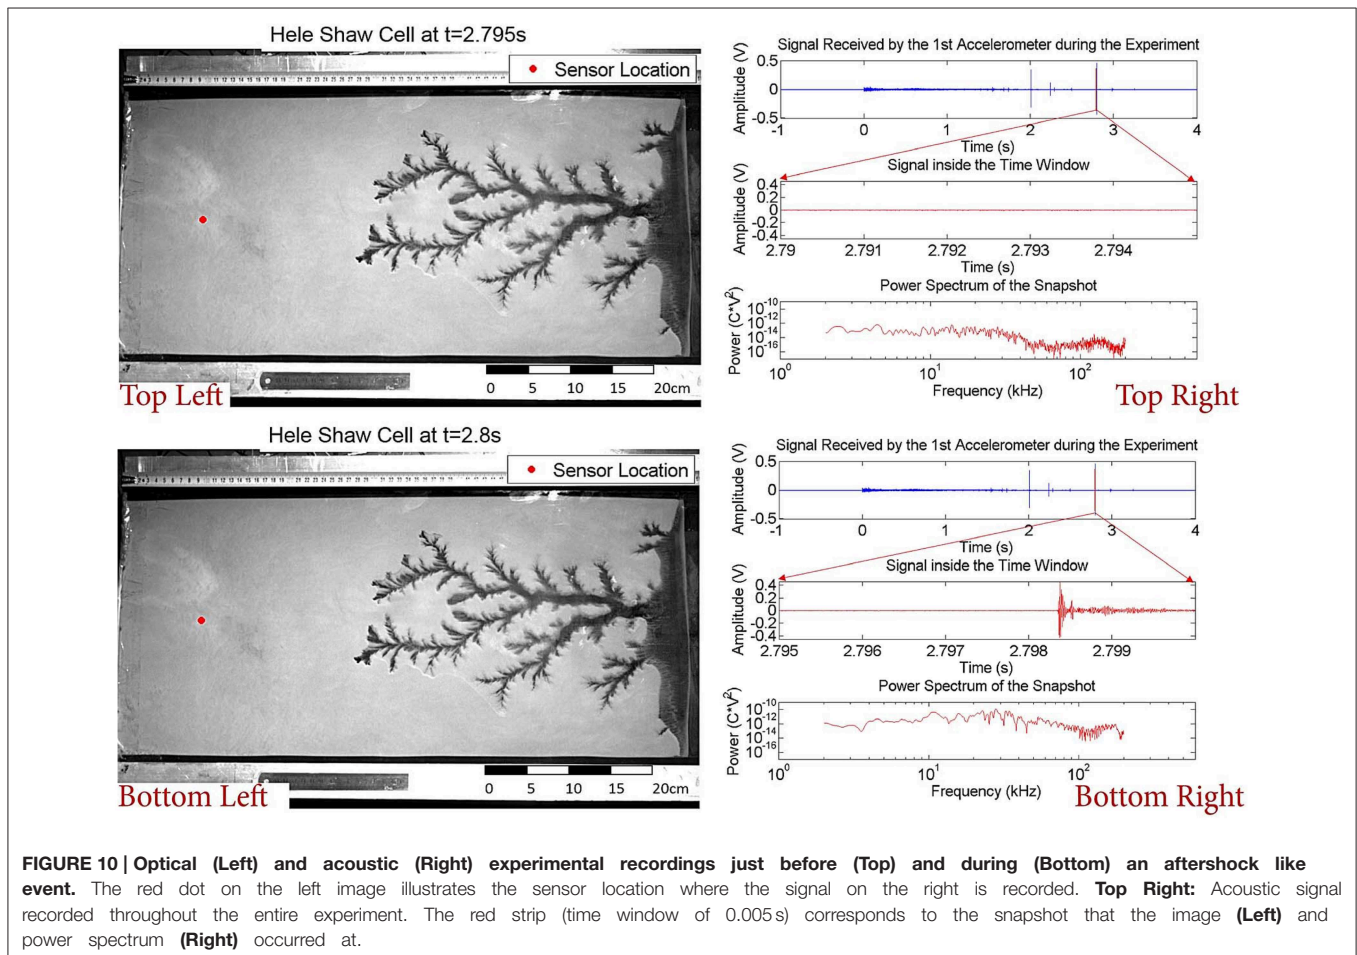 Hele Shaw Cell at t=2.795s
Sensor Location
0 5 10 15 20cm
Top Left
Signal Received by the 1st Accelerometer during the Experiment
Amplitude (V)
0.5
0
-0.5
-1 0 1 2 3 4
Time (s)
Signal inside the Time Window
Amplitude (V)
0.4
0.2
0
-0.2
-0.4
2.79 2.791 2.792 2.793 2.794
Time (s)
Power Spectrum of the Snapshot
Power (C*V²)
10⁻¹⁰
10⁻¹²
10⁻¹⁴
10⁻¹⁶
10⁰ 10¹ 10²
Frequency (kHz)
Top Right
Hele Shaw Cell at t=2.8s
Sensor Location
0 5 10 15 20cm
Bottom Left
Signal Received by the 1st Accelerometer during the Experiment
Amplitude (V)
0.5
0
-0.5
-1 0 1 2 3 4
Time (s)
Signal inside the Time Window
Amplitude (V)
0.4
0.2
0
-0.2
-0.4
2.795 2.796 2.797 2.798 2.799
Time (s)
Power Spectrum of the Snapshot
Power (C*V²)
10⁻¹⁰
10⁻¹²
10⁻¹⁴
10⁻¹⁶
10⁰ 10¹ 10²
Frequency (kHz)
Bottom Right
FIGURE 10 | Optical (Left) and acoustic (Right) experimental recordings just before (Top) and during (Bottom) an aftershock like
event. The red dot on the left image illustrates the sensor location where the signal on the right is recorded. Top Right: Acoustic signal
recorded throughout the entire experiment. The red strip (time window of 0.005 s) corresponds to the snapshot that the image (Left) and
power spectrum (Right) occurred at.